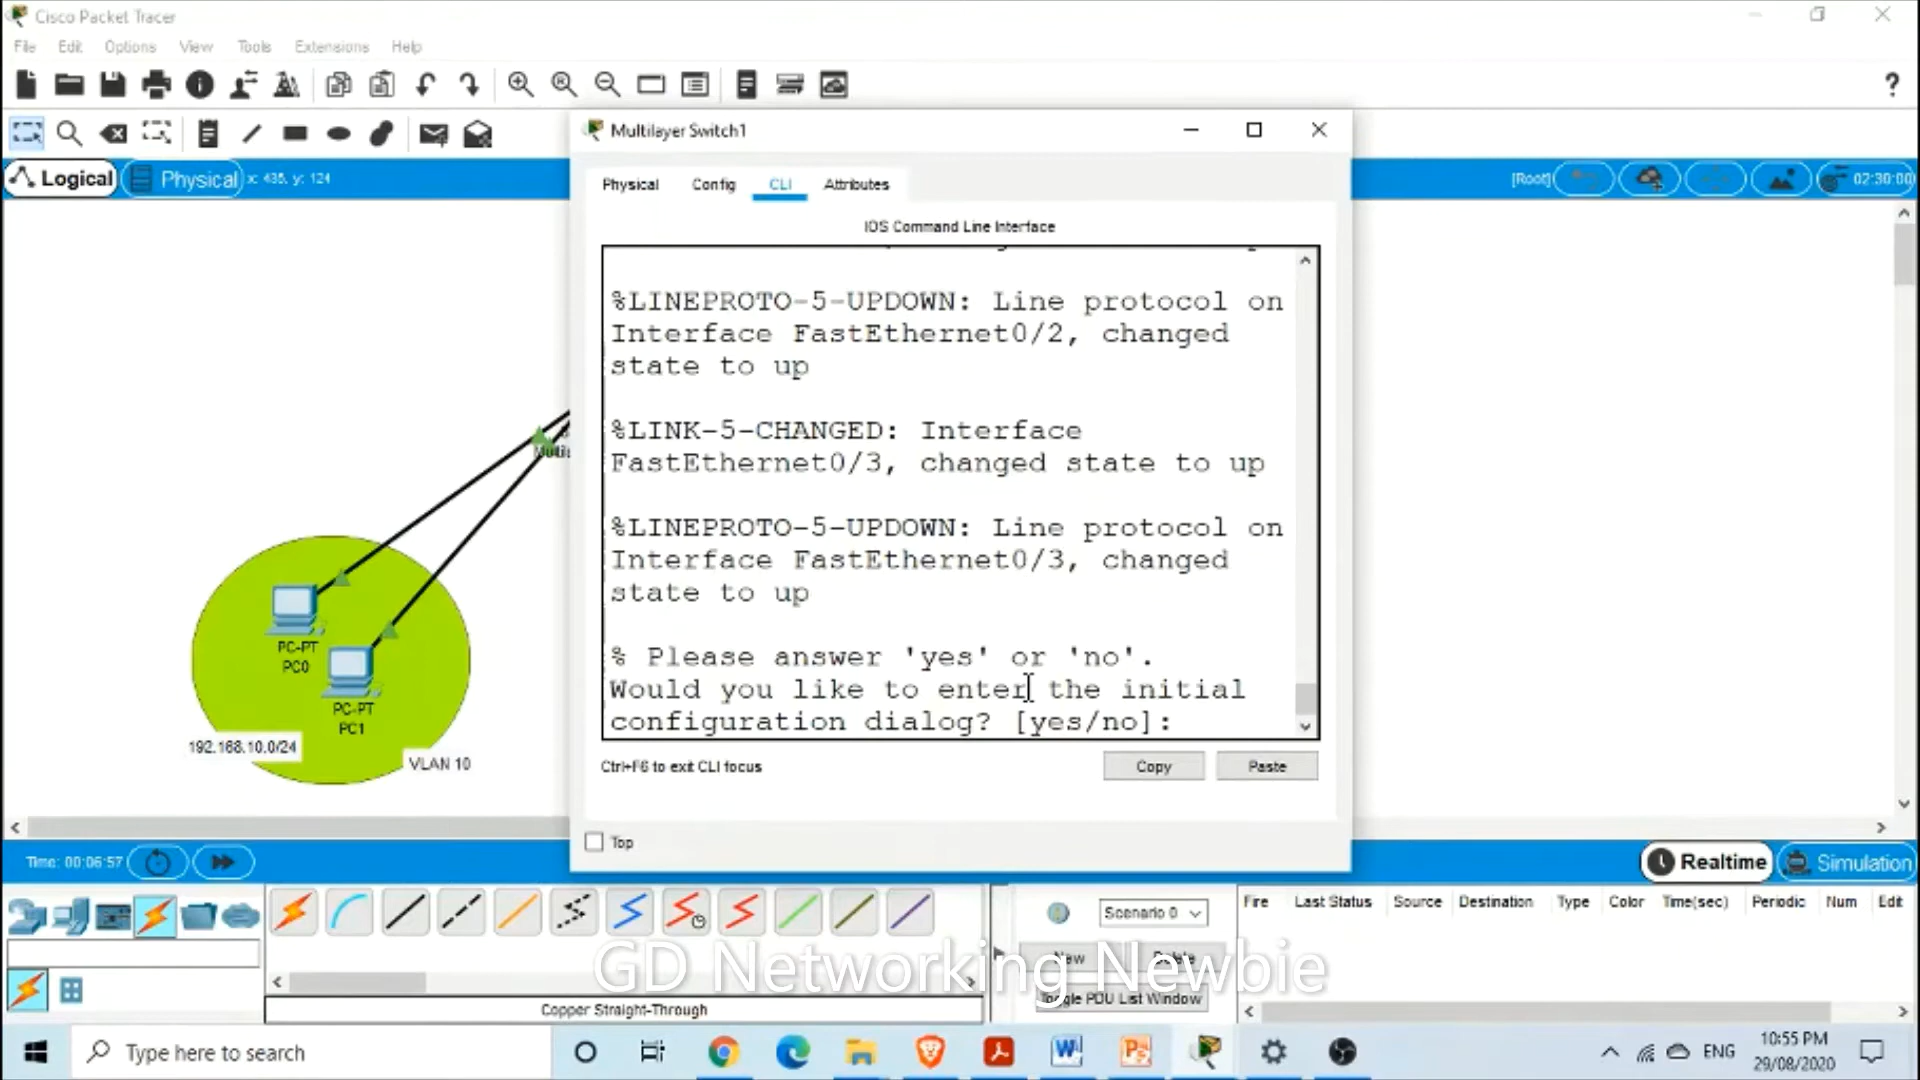 Cisco Packet Tracer
File Edit Options View Tools Extensions Help
?
Multilayer Switch1
Logical Physical x: 435, y: 124
[Root] 02:30:00
Physical Config CLI Attributes
IOS Command Line Interface
%LINEPROTO-5-UPDOWN: Line protocol on
Interface FastEthernet0/2, changed
state to up
%LINK-5-CHANGED: Interface
FastEthernet0/3, changed state to up
%LINEPROTO-5-UPDOWN: Line protocol on
Interface FastEthernet0/3, changed
state to up
% Please answer 'yes' or 'no'.
Would you like to enter the initial
configuration dialog? [yes/no]:
Ctrl+F6 to exit CLI focus
Copy Paste
Top
PC-PT
PC0
PC-PT
PC1
192.168.10.0/24
VLAN 10
Time: 00:06:57
Realtime Simulation
Scenario 0
New Delete
Toggle PDU List Window
Fire Last Status Source Destination Type Color Time(sec) Periodic Num Edit
GD Networking Newbie
Copper Straight-Through
Type here to search
ENG
10:55 PM
29/08/2020